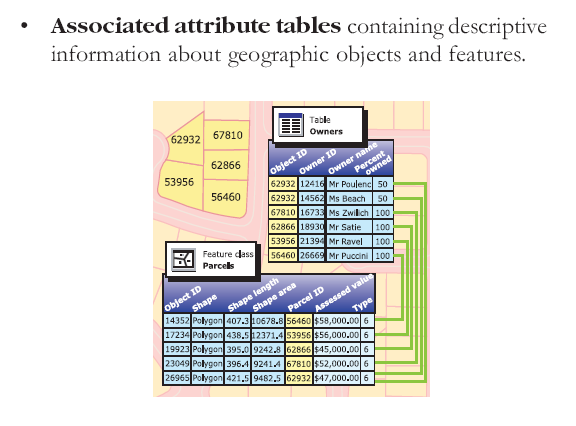 • Associated attribute tables containing descriptive
information about geographic objects and features.
62932 67810
62866
53956
56460
Table
Owners
Object ID Owner ID Owner name Percent owned
62932 12416 Mr Poulenc 50
62932 14562 Ms Beach 50
67810 16733 Ms Zwilich 100
62866 18930 Mr Satie 100
53956 21394 Mr Ravel 100
56460 26669 Mr Puccini 100
Feature class
Parcels
Object ID Shape Shape length Shape area Parcel ID Assessed value Type
14352 Polygon 407.3 10678.8 56460 $58,000.00 6
17234 Polygon 438.5 12371.4 53956 $56,000.00 6
19923 Polygon 395.0 9242.8 62866 $45,000.00 6
23049 Polygon 396.4 9241.4 67810 $52,000.00 6
26965 Polygon 421.5 9482.5 62932 $47,000.00 6